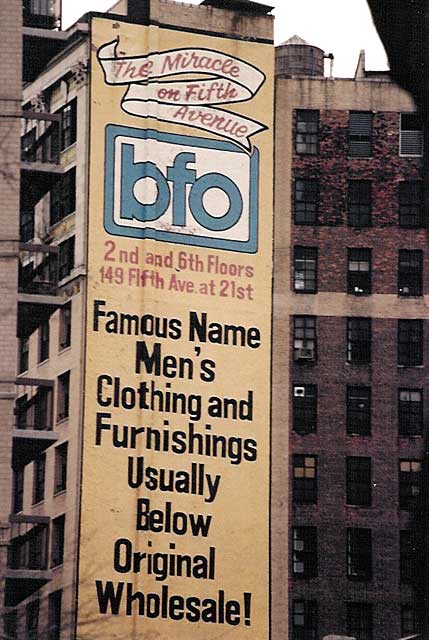 The Miracle
on Fifth
Avenue
bfo
2nd and 6th Floors
149 Fifth Ave. at 21st
Famous Name
Men's
Clothing and
Furnishings
Usually
Below
Original
Wholesale!